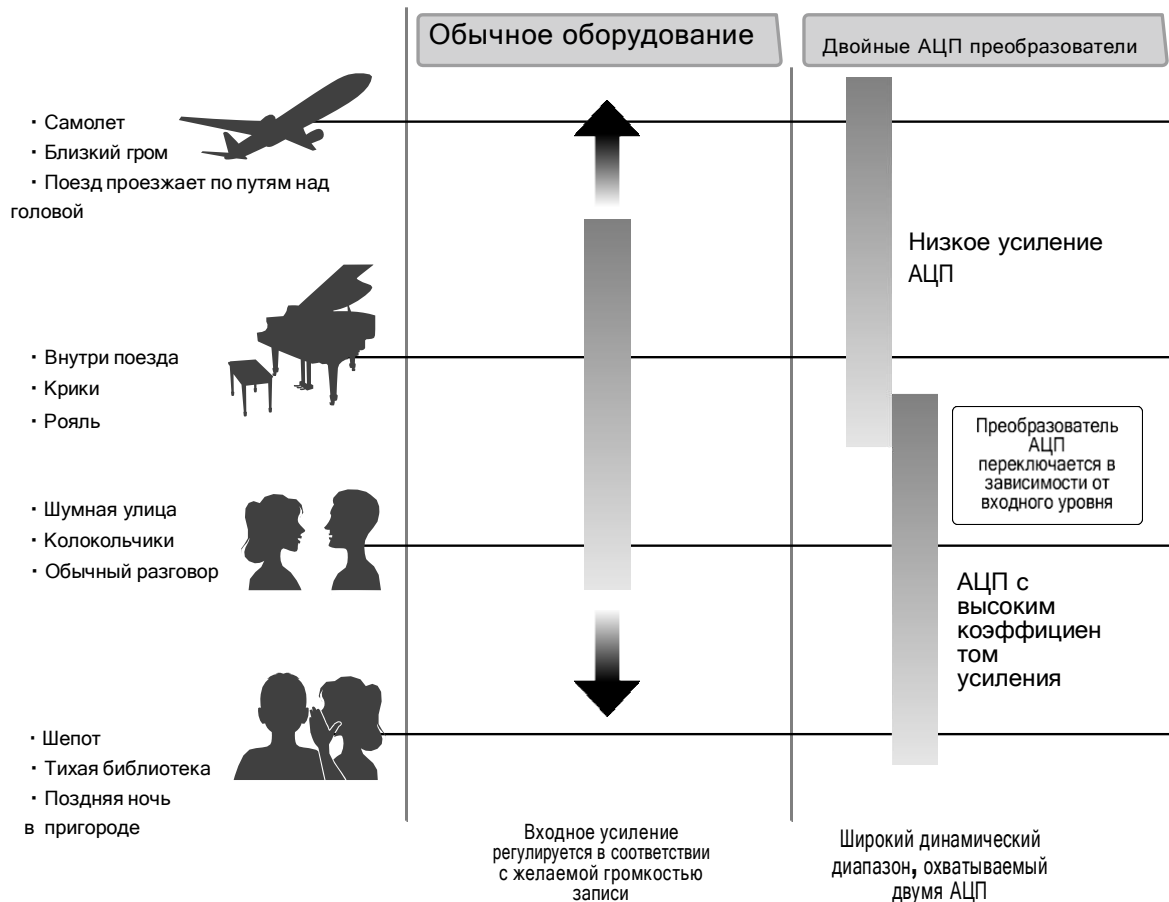 Обычное оборудование
Двойные АЦП преобразователи
· Самолет
· Близкий гром
· Поезд проезжает по путям над
головой
Низкое усиление
АЦП
· Внутри поезда
· Крики
· Рояль
Преобразователь
АЦП
переключается в
зависимости от
входного уровня
· Шумная улица
· Колокольчики
· Обычный разговор
АЦП с
высоким
коэффициен
том
усиления
· Шепот
· Тихая библиотека
· Поздняя ночь
в пригороде
Входное усиление
регулируется в соответствии
с желаемой громкостью
записи
Широкий динамический
диапазон, охватываемый
двумя АЦП